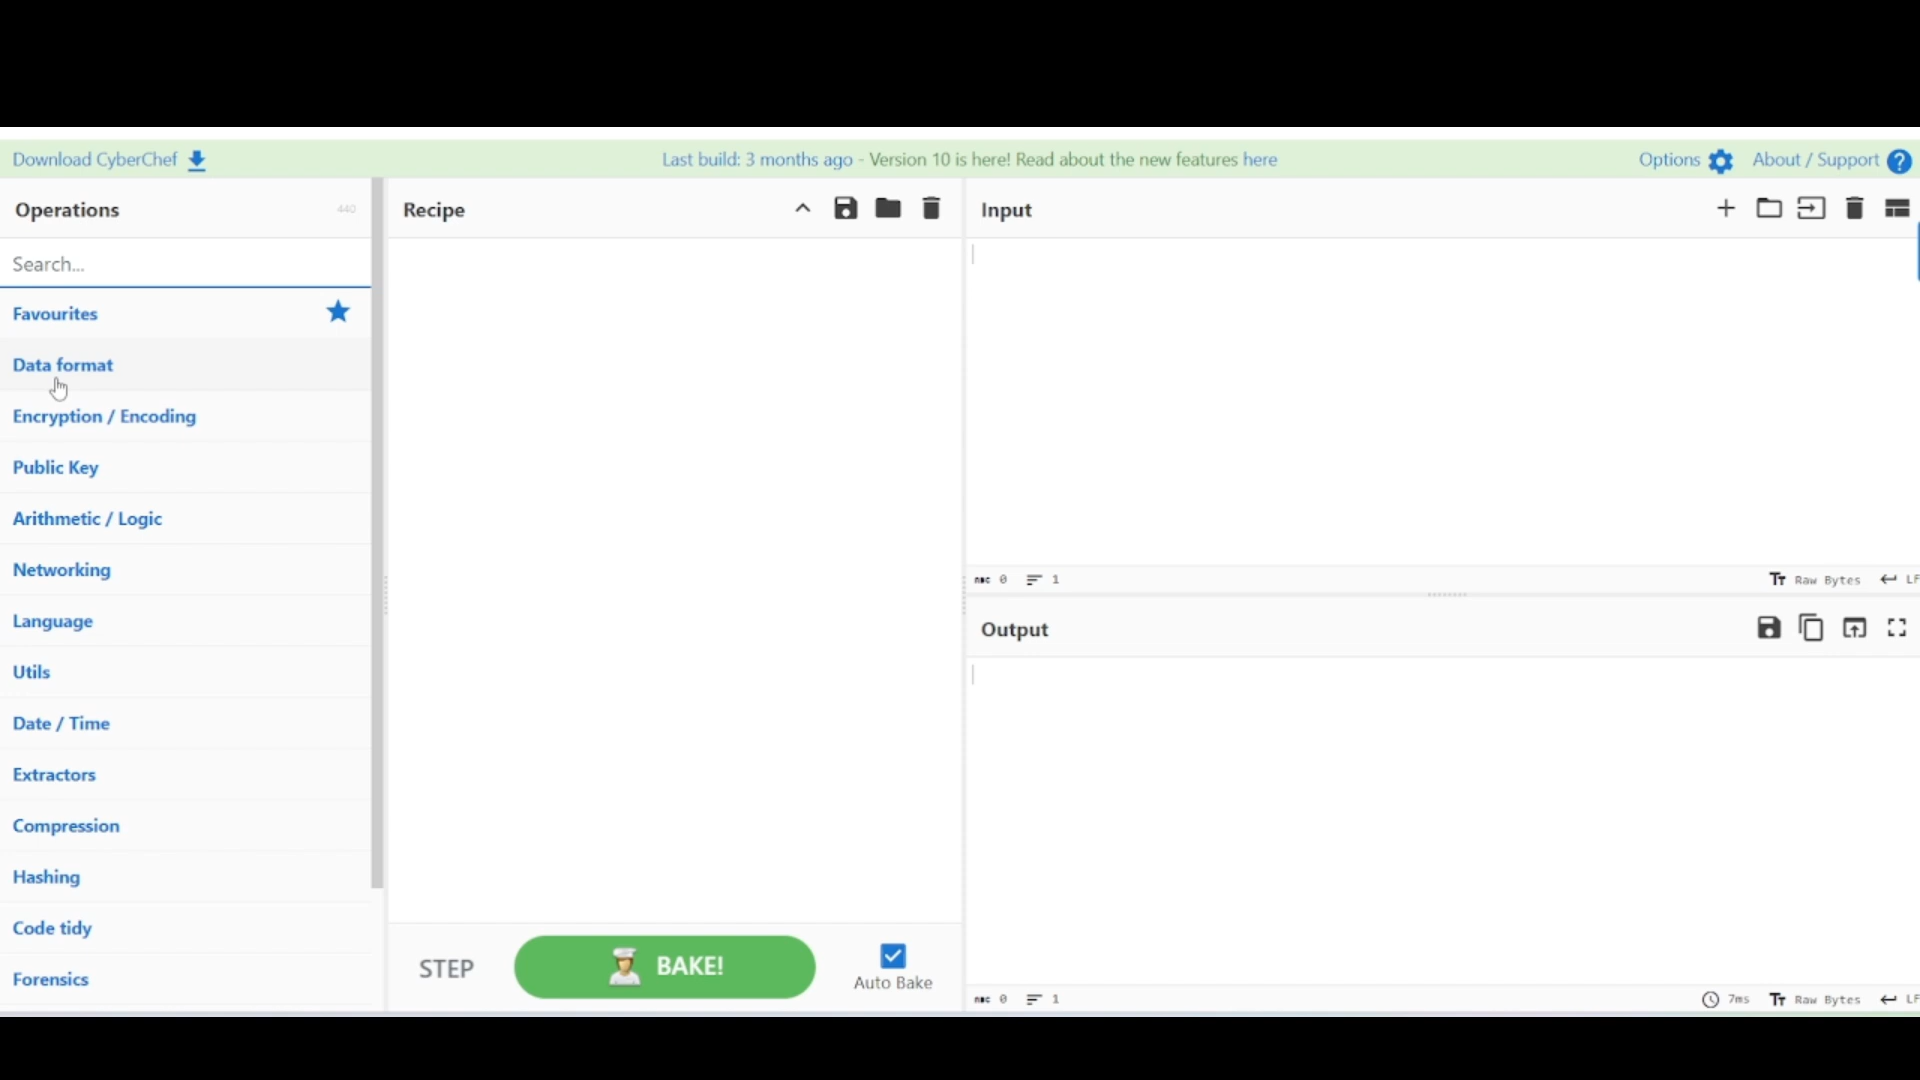 Download CyberChef
Last build: 3 months ago - Version 10 is here! Read about the new features here
Options
About / Support
Operations
440
Recipe
Input
Search...
Favourites
Data format
Encryption / Encoding
Public Key
Arithmetic / Logic
Networking
Language
Utils
Date / Time
Extractors
Compression
Hashing
Code tidy
Forensics
STEP
BAKE!
Auto Bake
ABC 0
1
Raw Bytes
LF
Output
ABC 0
1
7ms
Raw Bytes
LF